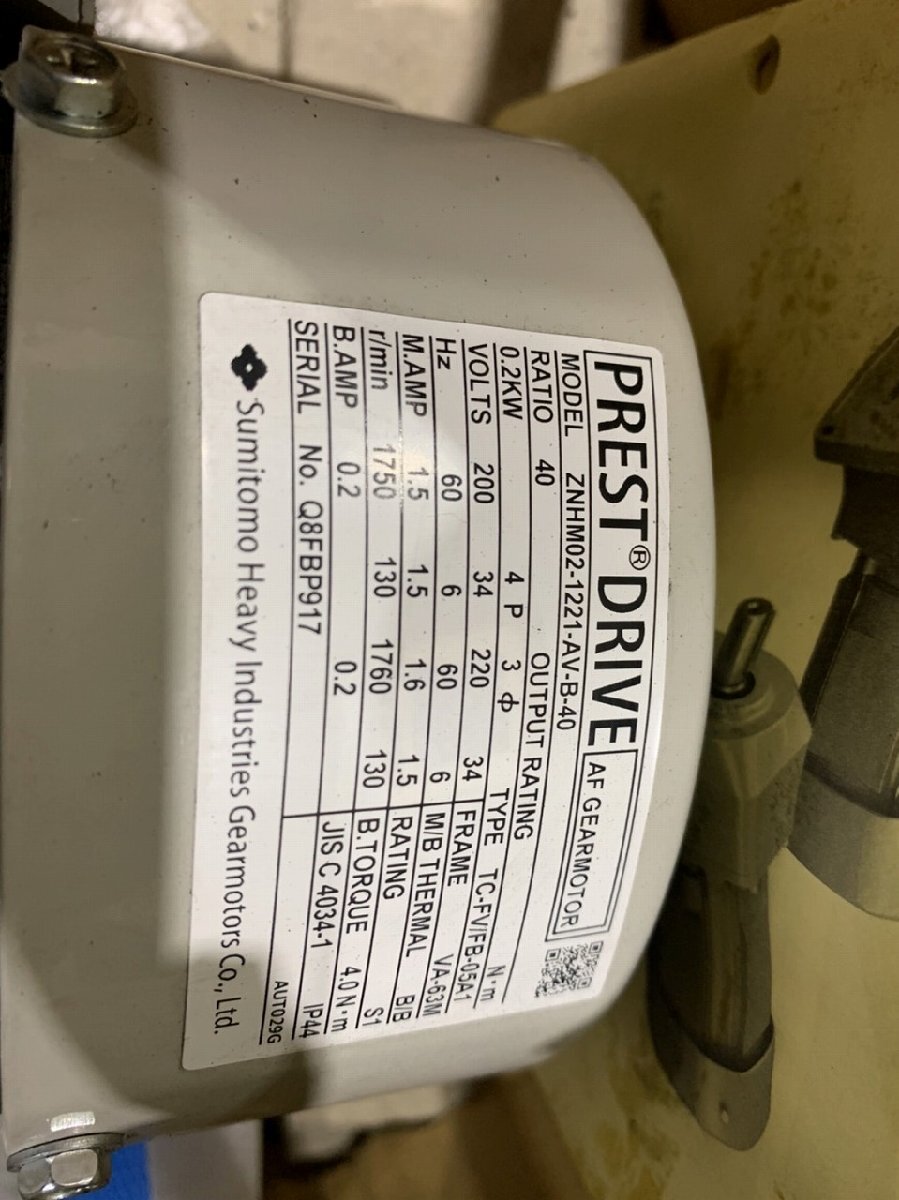 PREST® DRIVE AF GEARMOTOR
MODEL ZNHM02-1221-AV-B-40
RATIO 40 OUTPUT RATING N·m
0.2KW 4 P 3 ф TYPE TC-FV/FB-05A1
VOLTS 200 34 220 34 FRAME VA-63M
Hz 60 6 60 6 M/B THERMAL B/B
M.AMP 1.5 1.5 1.6 1.5 RATING S1
r/min 1750 130 1760 130 B.TORQUE 4.0 N·m
B.AMP 0.2 0.2 JIS C 4034-1 IP44
SERIAL No. Q8FBP917 AUT029G
Sumitomo Heavy Industries Gearmotors Co., Ltd.